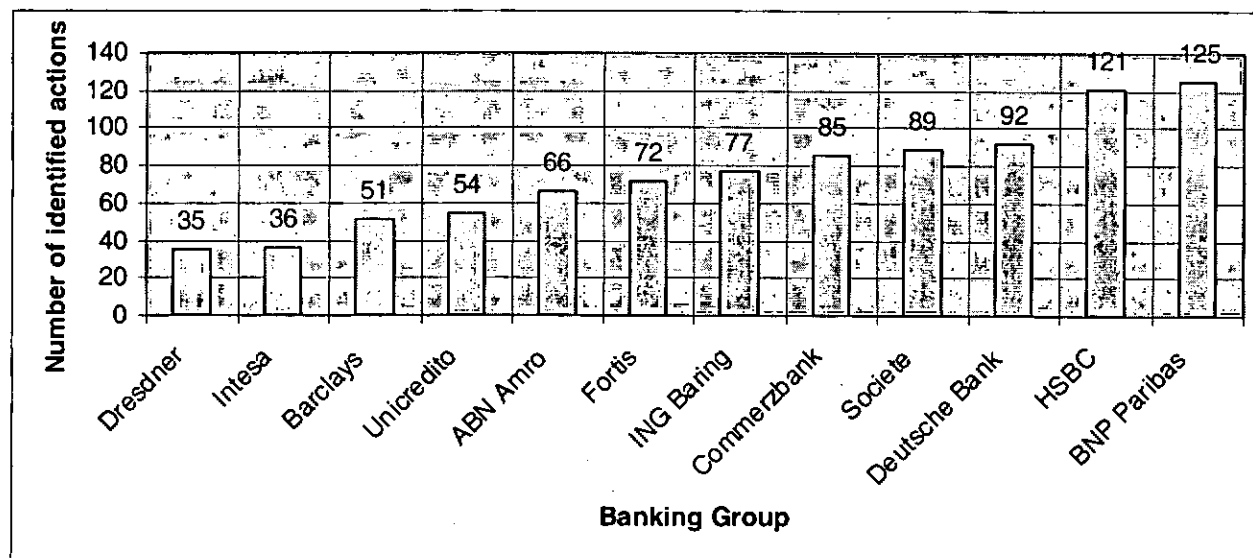 Number of identified actions
140
120
100
80
60
40
20
0
35
36
51
54
66
72
77
85
89
92
121
125
Dresdner
Intesa
Barclays
Unicredito
ABN Amro
Fortis
ING Baring
Commerzbank
Societe
Deutsche Bank
HSBC
BNP Paribas
Banking Group